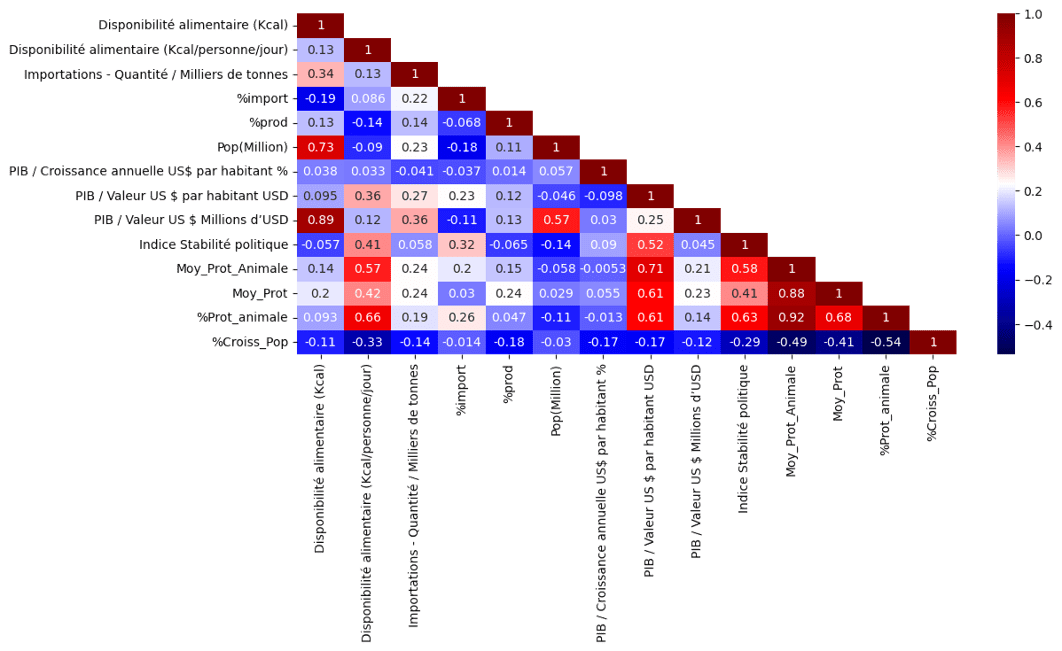 Disponibilité alimentaire (Kcal) 1
Disponibilité alimentaire (Kcal/personne/jour) 0.13 1
Importations - Quantité / Milliers de tonnes 0.34 0.13 1
%import -0.19 0.086 0.22 1
%prod 0.13 -0.14 0.14 -0.068 1
Pop(Million) 0.73 -0.09 0.23 -0.18 0.11 1
PIB / Croissance annuelle US$ par habitant % 0.038 0.033 -0.041 -0.037 0.014 0.057 1
PIB / Valeur US $ par habitant USD 0.095 0.36 0.27 0.23 0.12 -0.046 -0.098 1
PIB / Valeur US $ Millions d’USD 0.89 0.12 0.36 -0.11 0.13 0.57 0.03 0.25 1
Indice Stabilité politique -0.057 0.41 0.058 0.32 -0.065 -0.14 0.09 0.52 0.045 1
Moy_Prot_Animale 0.14 0.57 0.24 0.2 0.15 -0.058 -0.0053 0.71 0.21 0.58 1
Moy_Prot 0.2 0.42 0.24 0.03 0.24 0.029 0.055 0.61 0.23 0.41 0.88 1
%Prot_animale 0.093 0.66 0.19 0.26 0.047 -0.11 -0.013 0.61 0.14 0.63 0.92 0.68 1
%Croiss_Pop -0.11 -0.33 -0.14 -0.014 -0.18 -0.03 -0.17 -0.17 -0.12 -0.29 -0.49 -0.41 -0.54 1
Disponibilité alimentaire (Kcal)
Disponibilité alimentaire (Kcal/personne/jour)
Importations - Quantité / Milliers de tonnes
%import
%prod
Pop(Million)
PIB / Croissance annuelle US$ par habitant %
PIB / Valeur US $ par habitant USD
PIB / Valeur US $ Millions d’USD
Indice Stabilité politique
Moy_Prot_Animale
Moy_Prot
%Prot_animale
%Croiss_Pop
1.0
0.8
0.6
0.4
0.2
0.0
−0.2
−0.4